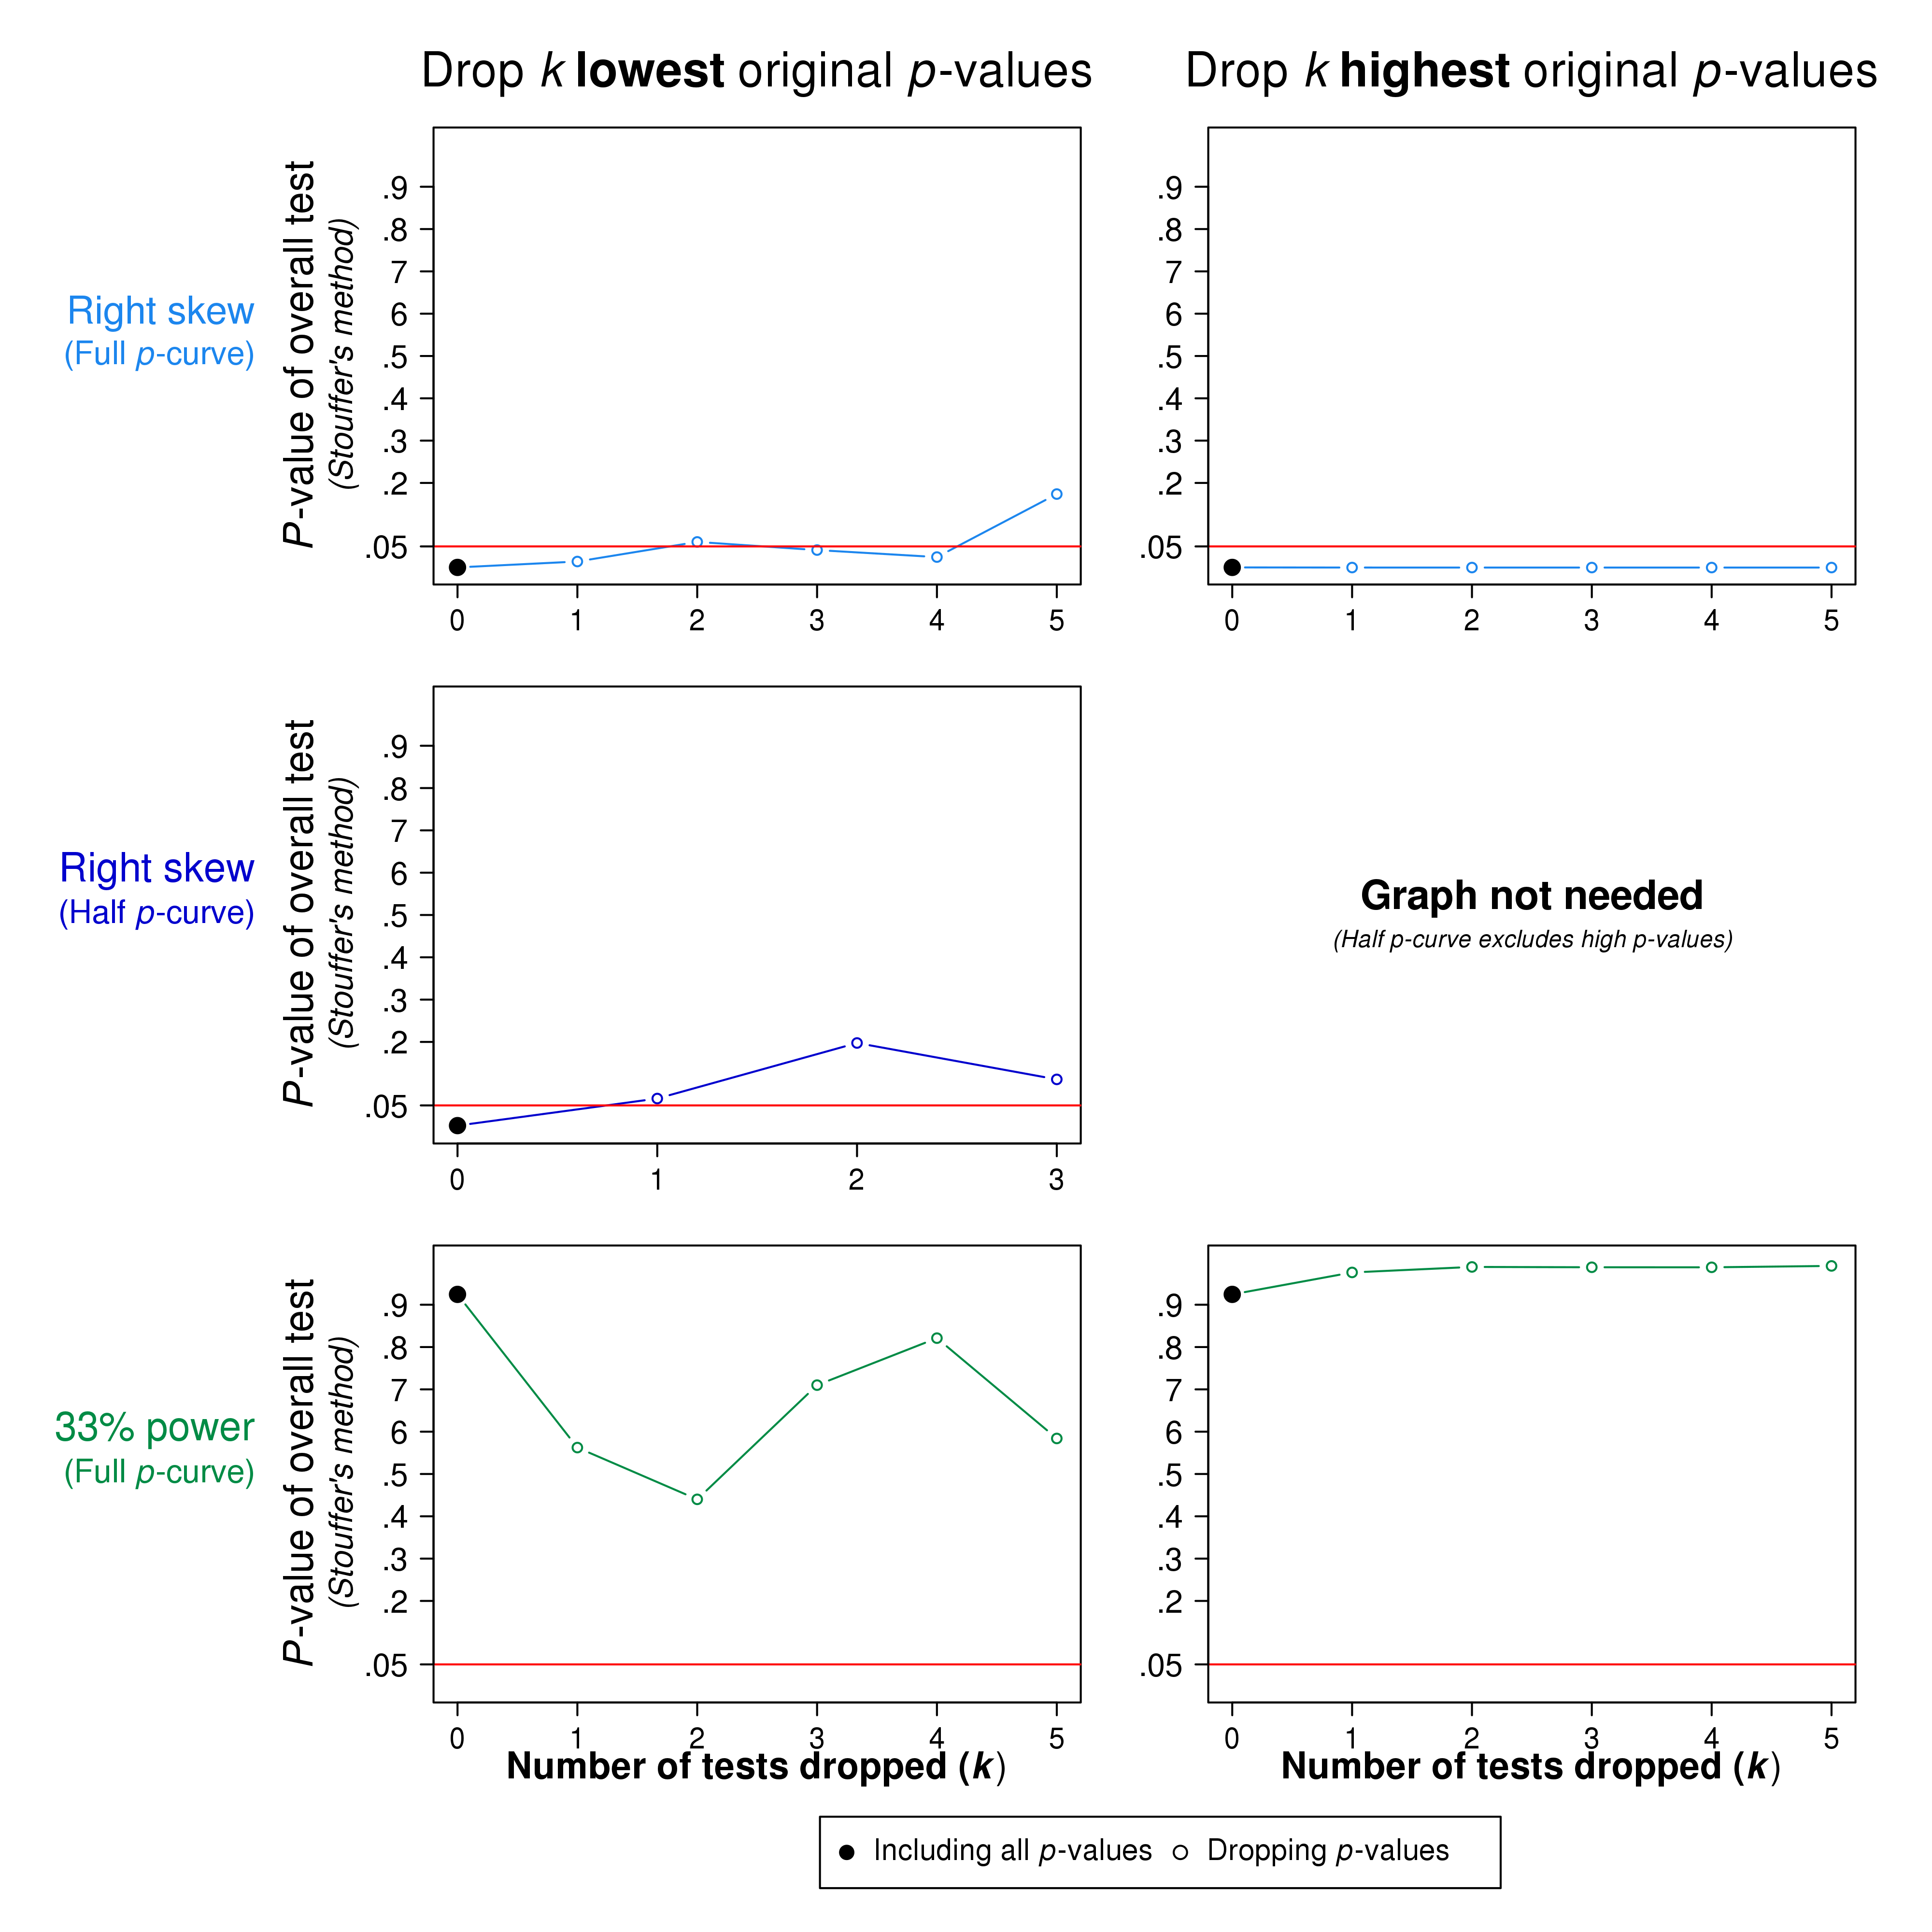 Drop k lowest original p-values
Drop k highest original p-values
Right skew
(Full p-curve)
P-value of overall test
(Stouffer's method)
.9
.8
7
6
.5
.4
.3
.2
.05
0 1 2 3 4 5
.9
.8
7
6
.5
.4
.3
.2
.05
0 1 2 3 4 5
Right skew
(Half p-curve)
P-value of overall test
(Stouffer's method)
.9
.8
7
6
.5
.4
.3
.2
.05
0 1 2 3
Graph not needed
(Half p-curve excludes high p-values)
33% power
(Full p-curve)
P-value of overall test
(Stouffer's method)
.9
.8
7
6
.5
.4
.3
.2
.05
0 1 2 3 4 5
Number of tests dropped (k)
.9
.8
7
6
.5
.4
.3
.2
.05
0 1 2 3 4 5
Number of tests dropped (k)
Including all p-values Dropping p-values